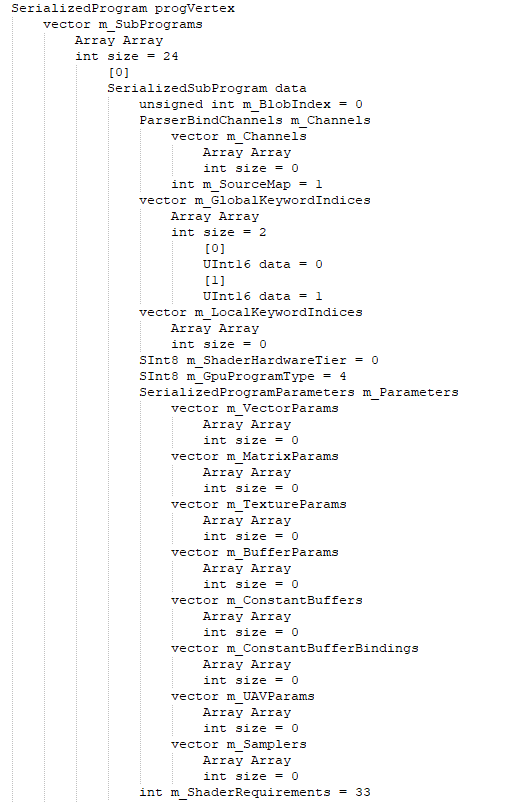 SerializedProgram progVertex
vector m_SubPrograms
Array Array
int size = 24
[0]
SerializedSubProgram data
unsigned int m_BlobIndex = 0
ParserBindChannels m_Channels
vector m_Channels
Array Array
int size = 0
int m_SourceMap = 1
vector m_GlobalKeywordIndices
Array Array
int size = 2
[0]
UInt16 data = 0
[1]
UInt16 data = 1
vector m_LocalKeywordIndices
Array Array
int size = 0
SInt8 m_ShaderHardwareTier = 0
SInt8 m_GpuProgramType = 4
SerializedProgramParameters m_Parameters
vector m_VectorParams
Array Array
int size = 0
vector m_MatrixParams
Array Array
int size = 0
vector m_TextureParams
Array Array
int size = 0
vector m_BufferParams
Array Array
int size = 0
vector m_ConstantBuffers
Array Array
int size = 0
vector m_ConstantBufferBindings
Array Array
int size = 0
vector m_UAVParams
Array Array
int size = 0
vector m_Samplers
Array Array
int size = 0
int m_ShaderRequirements = 33